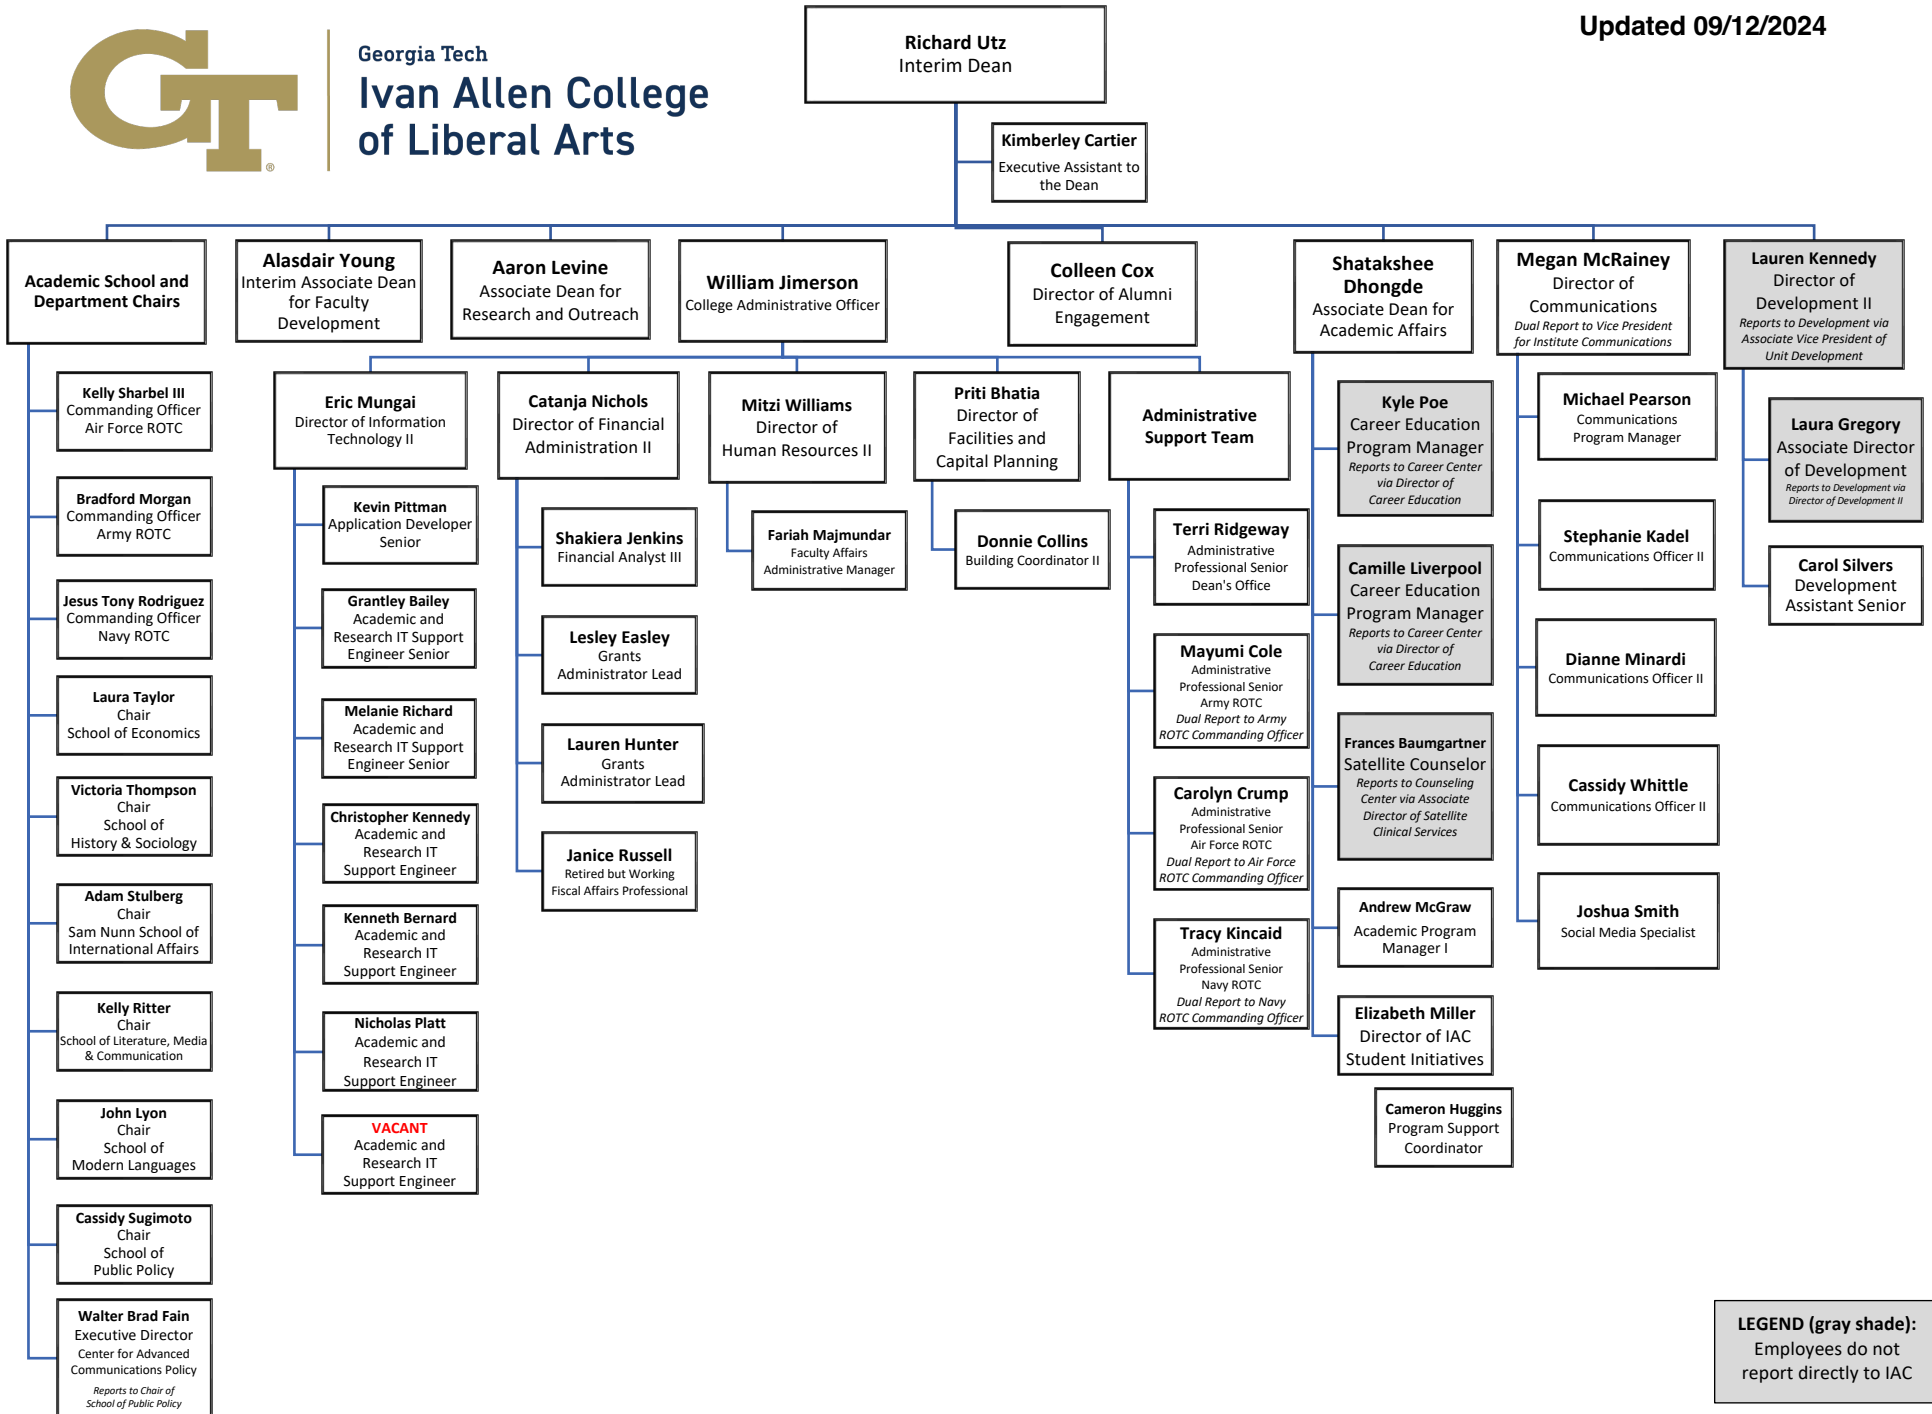 Updated 09/12/2024
GT
®
Georgia Tech
Ivan Allen College
of Liberal Arts
Richard Utz
Interim Dean
Kimberley Cartier
Executive Assistant to
the Dean
Academic School and
Department Chairs
Alasdair Young
Interim Associate Dean
for Faculty
Development
Aaron Levine
Associate Dean for
Research and Outreach
William Jimerson
College Administrative Officer
Colleen Cox
Director of Alumni
Engagement
Shatakshee
Dhongde
Associate Dean for
Academic Affairs
Megan McRainey
Director of
Communications
Dual Report to Vice President
for Institute Communications
Lauren Kennedy
Director of
Development II
Reports to Development via
Associate Vice President of
Unit Development
Kelly Sharbel III
Commanding Officer
Air Force ROTC
Bradford Morgan
Commanding Officer
Army ROTC
Jesus Tony Rodriguez
Commanding Officer
Navy ROTC
Laura Taylor
Chair
School of Economics
Victoria Thompson
Chair
School of
History & Sociology
Adam Stulberg
Chair
Sam Nunn School of
International Affairs
Kelly Ritter
Chair
School of Literature, Media
& Communication
John Lyon
Chair
School of
Modern Languages
Cassidy Sugimoto
Chair
School of
Public Policy
Walter Brad Fain
Executive Director
Center for Advanced
Communications Policy
Reports to Chair of
School of Public Policy
Eric Mungai
Director of Information
Technology II
Kevin Pittman
Application Developer
Senior
Grantley Bailey
Academic and
Research IT Support
Engineer Senior
Melanie Richard
Academic and
Research IT Support
Engineer Senior
Christopher Kennedy
Academic and
Research IT
Support Engineer
Kenneth Bernard
Academic and
Research IT
Support Engineer
Nicholas Platt
Academic and
Research IT
Support Engineer
VACANT
Academic and
Research IT
Support Engineer
Catanja Nichols
Director of Financial
Administration II
Shakiera Jenkins
Financial Analyst III
Lesley Easley
Grants
Administrator Lead
Lauren Hunter
Grants
Administrator Lead
Janice Russell
Retired but Working
Fiscal Affairs Professional
Mitzi Williams
Director of
Human Resources II
Fariah Majmundar
Faculty Affairs
Administrative Manager
Priti Bhatia
Director of
Facilities and
Capital Planning
Donnie Collins
Building Coordinator II
Administrative
Support Team
Terri Ridgeway
Administrative
Professional Senior
Dean's Office
Mayumi Cole
Administrative
Professional Senior
Army ROTC
Dual Report to Army
ROTC Commanding Officer
Carolyn Crump
Administrative
Professional Senior
Air Force ROTC
Dual Report to Air Force
ROTC Commanding Officer
Tracy Kincaid
Administrative
Professional Senior
Navy ROTC
Dual Report to Navy
ROTC Commanding Officer
Kyle Poe
Career Education
Program Manager
Reports to Career Center
via Director of
Career Education
Camille Liverpool
Career Education
Program Manager
Reports to Career Center
via Director of
Career Education
Frances Baumgartner
Satellite Counselor
Reports to Counseling
Center via Associate
Director of Satellite
Clinical Services
Andrew McGraw
Academic Program
Manager I
Elizabeth Miller
Director of IAC
Student Initiatives
Cameron Huggins
Program Support
Coordinator
Michael Pearson
Communications
Program Manager
Stephanie Kadel
Communications Officer II
Dianne Minardi
Communications Officer II
Cassidy Whittle
Communications Officer II
Joshua Smith
Social Media Specialist
Laura Gregory
Associate Director
of Development
Reports to Development via
Director of Development II
Carol Silvers
Development
Assistant Senior
LEGEND (gray shade):
Employees do not
report directly to IAC